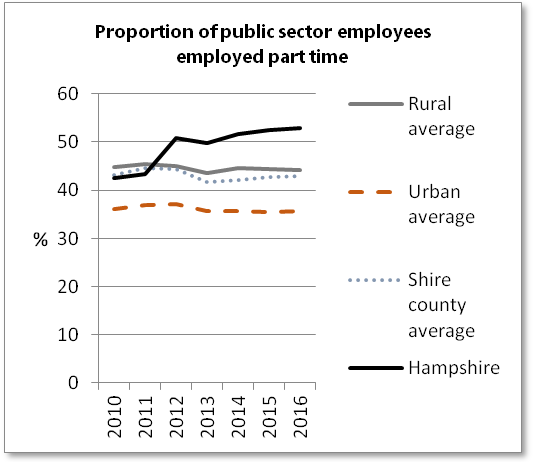 Proportion of public sector employees
employed part time
60
50
40
30
20
10
0
%
2010
2011
2012
2013
2014
2015
2016
Rural
average
Urban
average
Shire
county
average
Hampshire